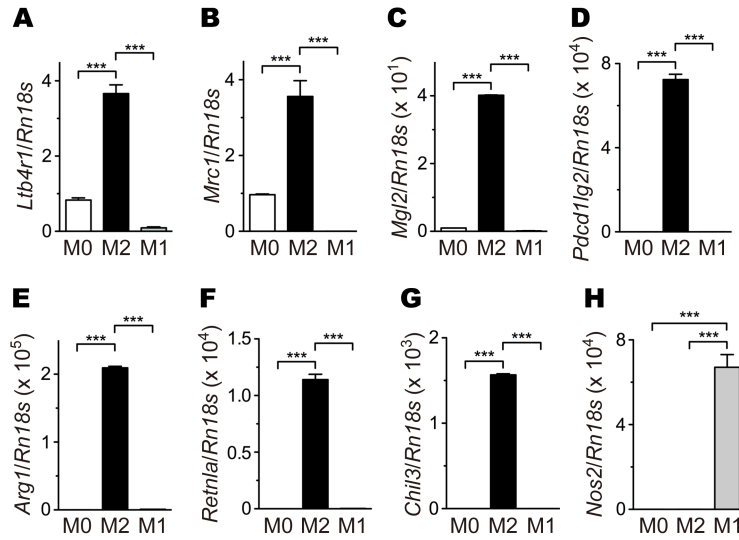 A
Ltb4r1/Rn18s
4
2
0
***
***
M0 M2 M1
B
Mrc1/Rn18s
4
2
0
***
***
M0 M2 M1
C
Mgl2/Rn18s (x 10¹)
4
2
0
***
***
M0 M2 M1
D
Pdcd1lg2/Rn18s (x 10⁴)
8
4
0
***
***
M0 M2 M1
E
Arg1/Rn18s (x 10⁵)
2
1
0
***
***
M0 M2 M1
F
Retnla/Rn18s (x 10⁴)
1.5
1.0
0.5
0.0
***
***
M0 M2 M1
G
Chil3/Rn18s (x 10³)
2
1
0
***
***
M0 M2 M1
H
Nos2/Rn18s (x 10⁴)
8
4
0
***
***
M0 M2 M1